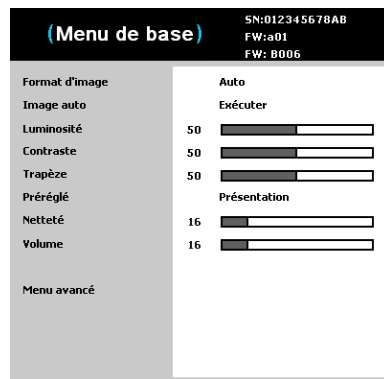 (Menu de base)
SN:012345678AB
FW:a01
FW: B006
Format d'image Auto
Image auto Exécuter
Luminosité 50
Contraste 50
Trapèze 50
Préréglé Présentation
Netteté 16
Volume 16
Menu avancé